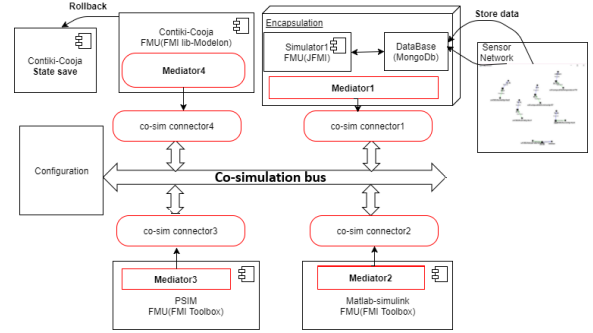 Rollback
Contiki-Cooja
FMU(FMI lib-Modelon)
Mediator4
Contiki-Cooja
State save
Encapsulation
Simulator1
FMU(JFMI)
DataBase
(MongoDb)
Mediator1
Store data
Sensor
Network
co-sim connector4
co-sim connector1
Configuration
Co-simulation bus
co-sim connector3
co-sim connector2
Mediator3
PSIM
FMU(FMI Toolbox)
Mediator2
Matlab-simulink
FMU(FMI Toolbox)